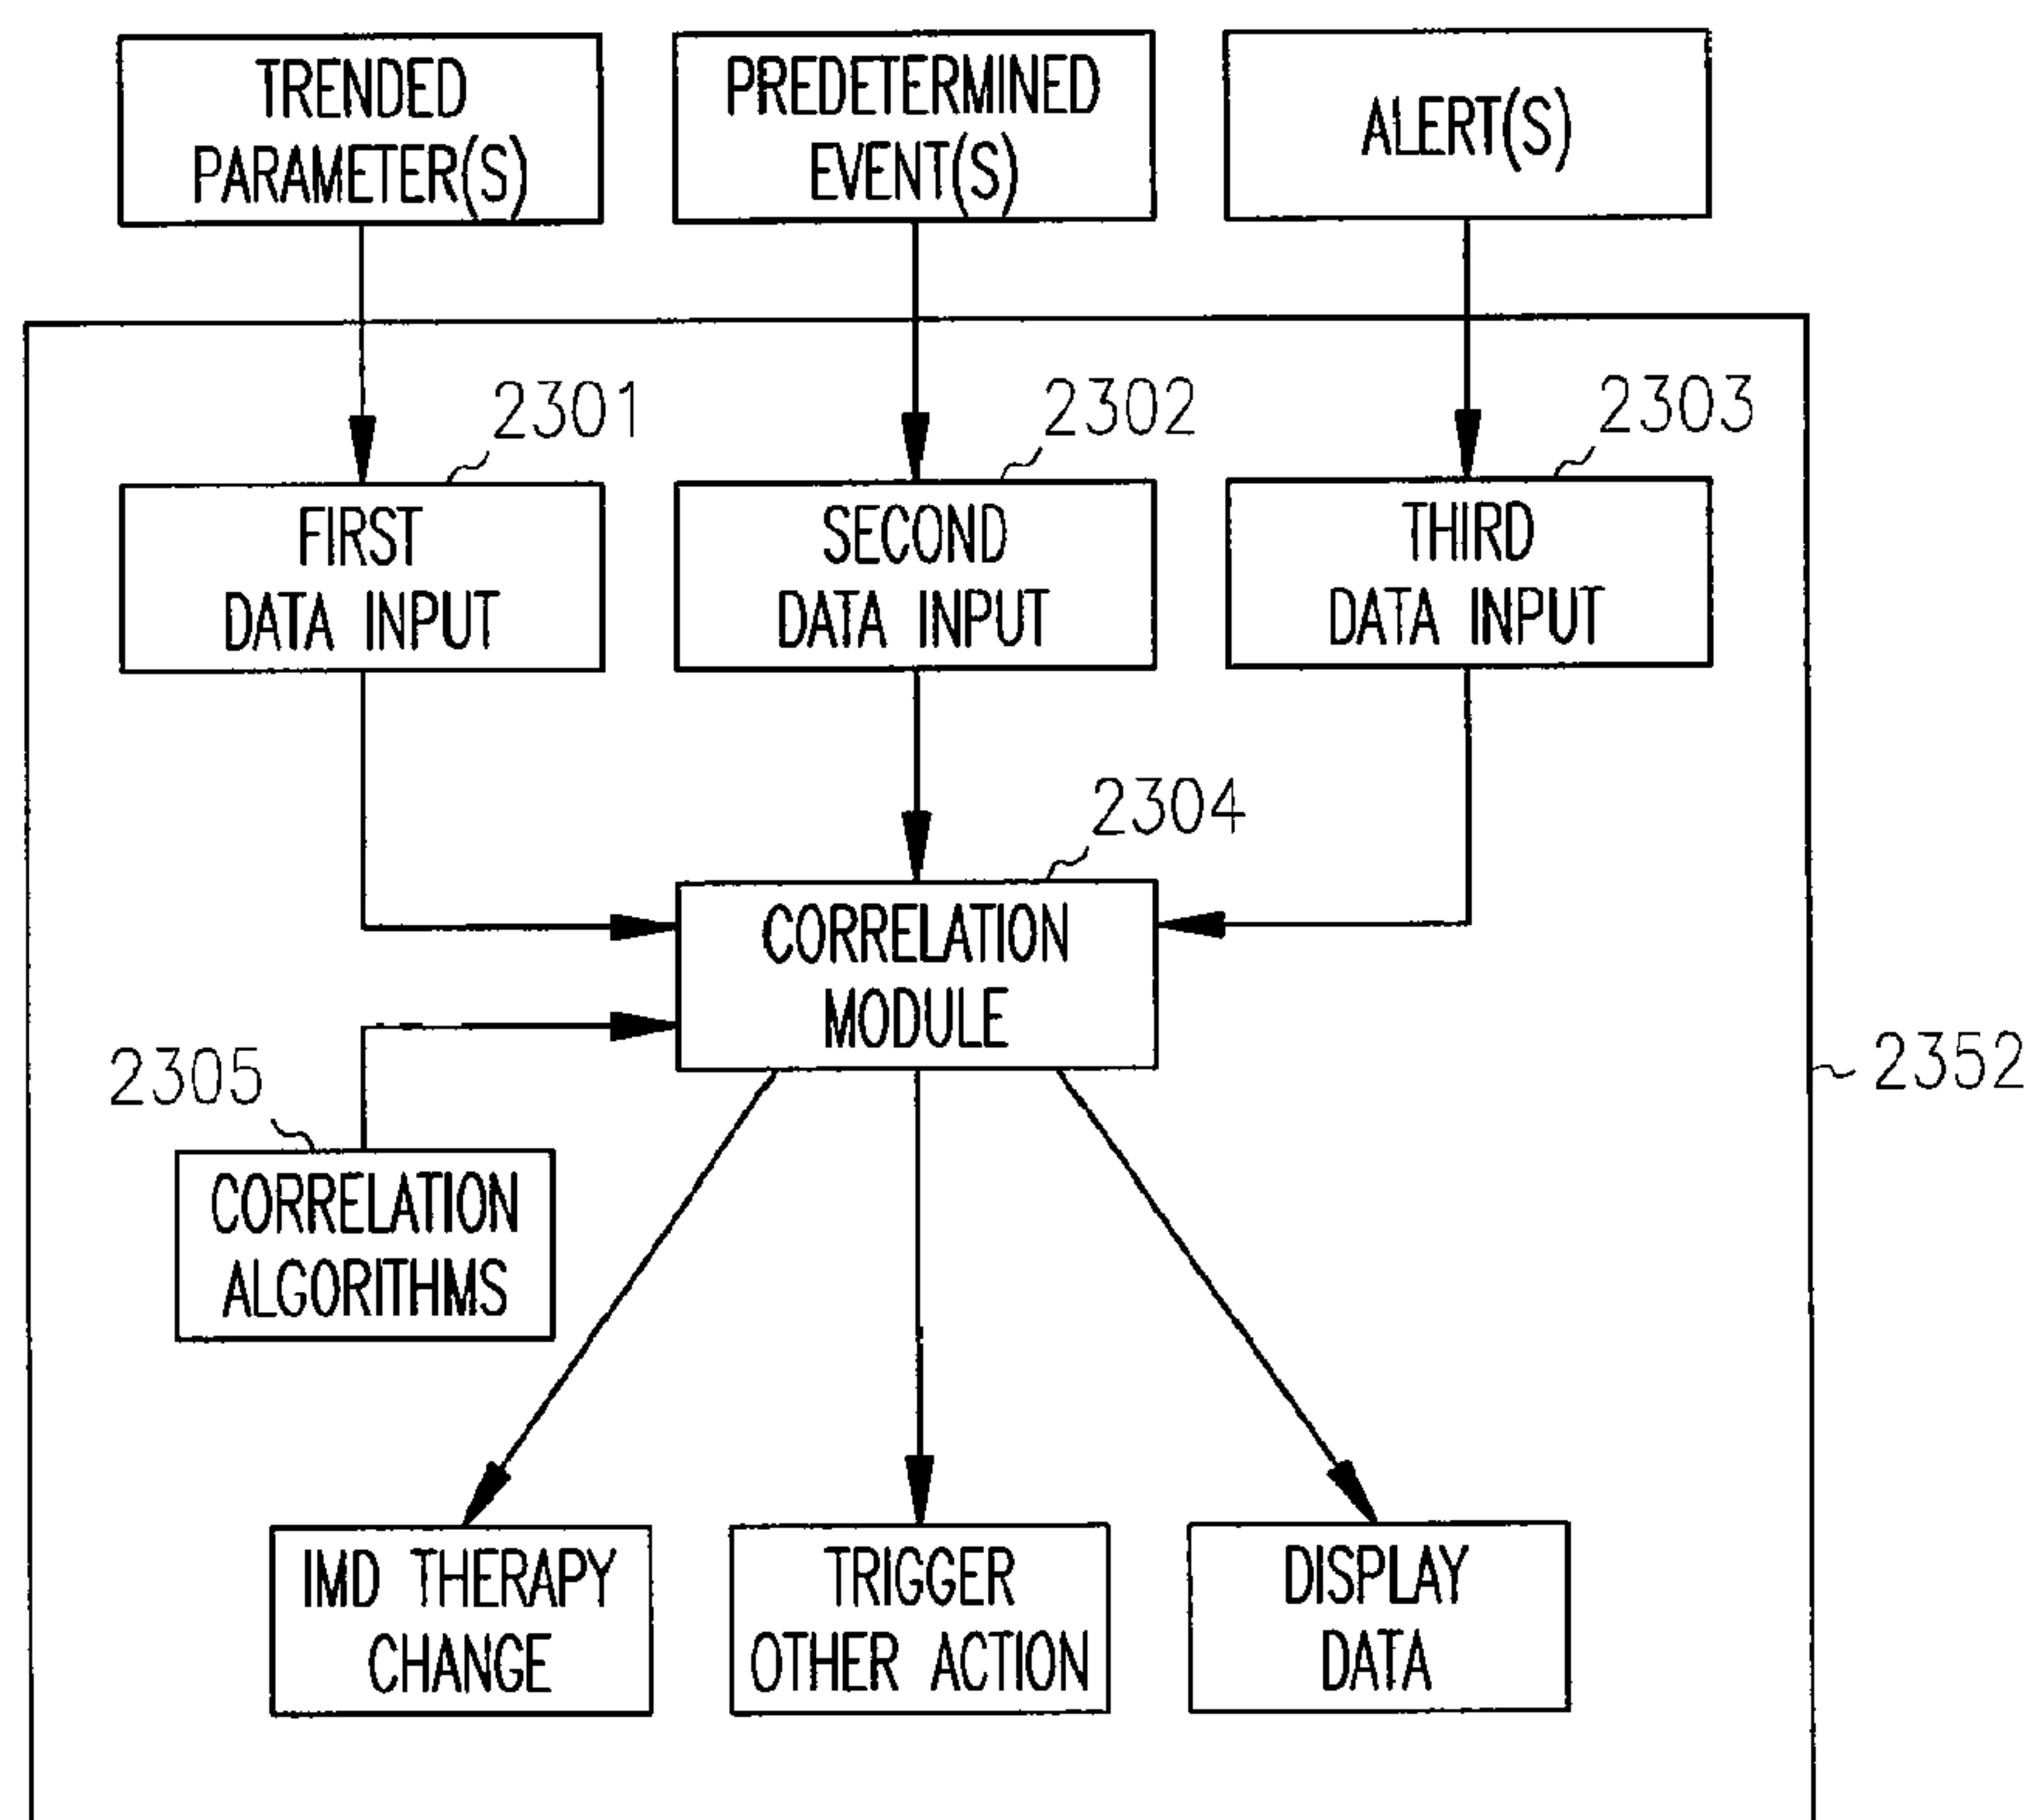 TRENDED
PARAMETER(S)
PREDETERMINED
EVENT(S)
ALERT(S)
2301
2302
2303
FIRST
DATA INPUT
SECOND
DATA INPUT
THIRD
DATA INPUT
2304
CORRELATION
MODULE
2305
2352
CORRELATION
ALGORITHMS
IMD THERAPY
CHANGE
TRIGGER
OTHER ACTION
DISPLAY
DATA